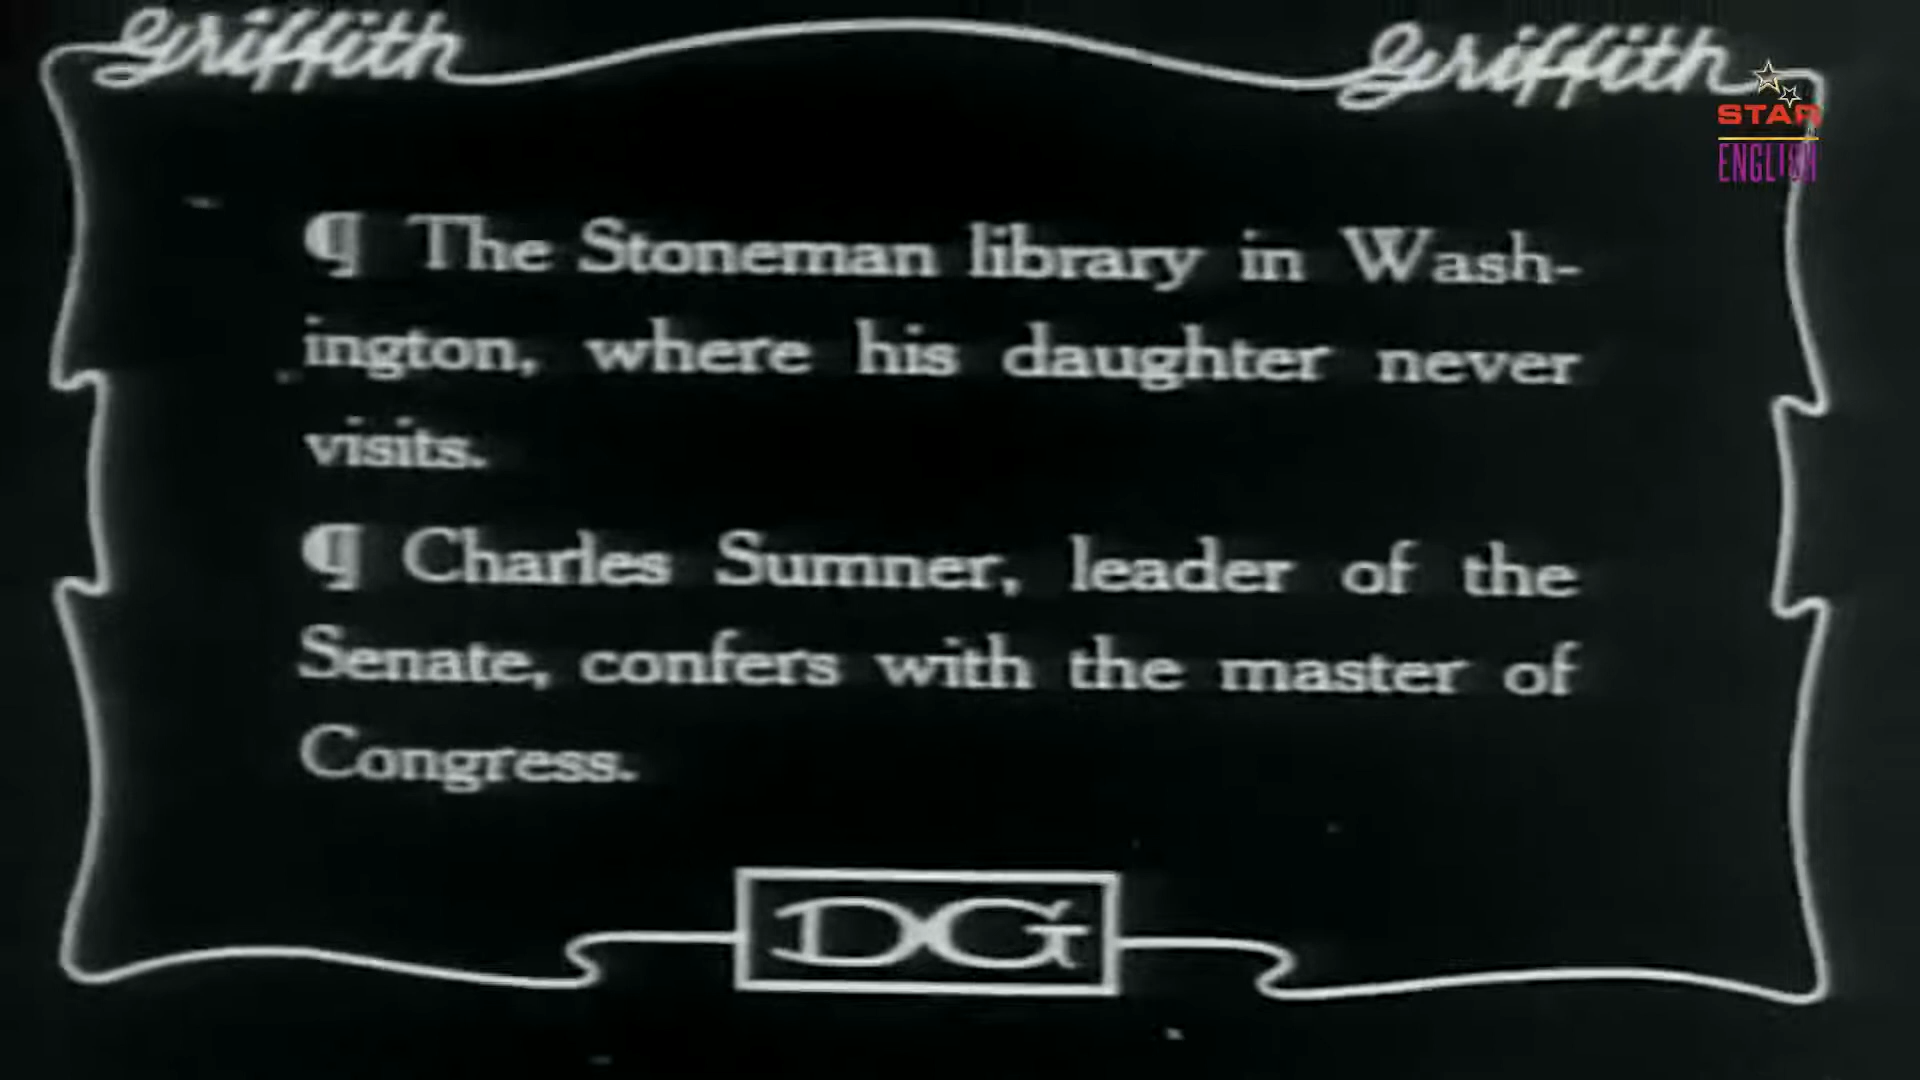 Griffith Griffith
STAR
ENGLISH
¶ The Stoneman library in Wash-
ington, where his daughter never
visits.
¶ Charles Sumner, leader of the
Senate, confers with the master of
Congress.
DG